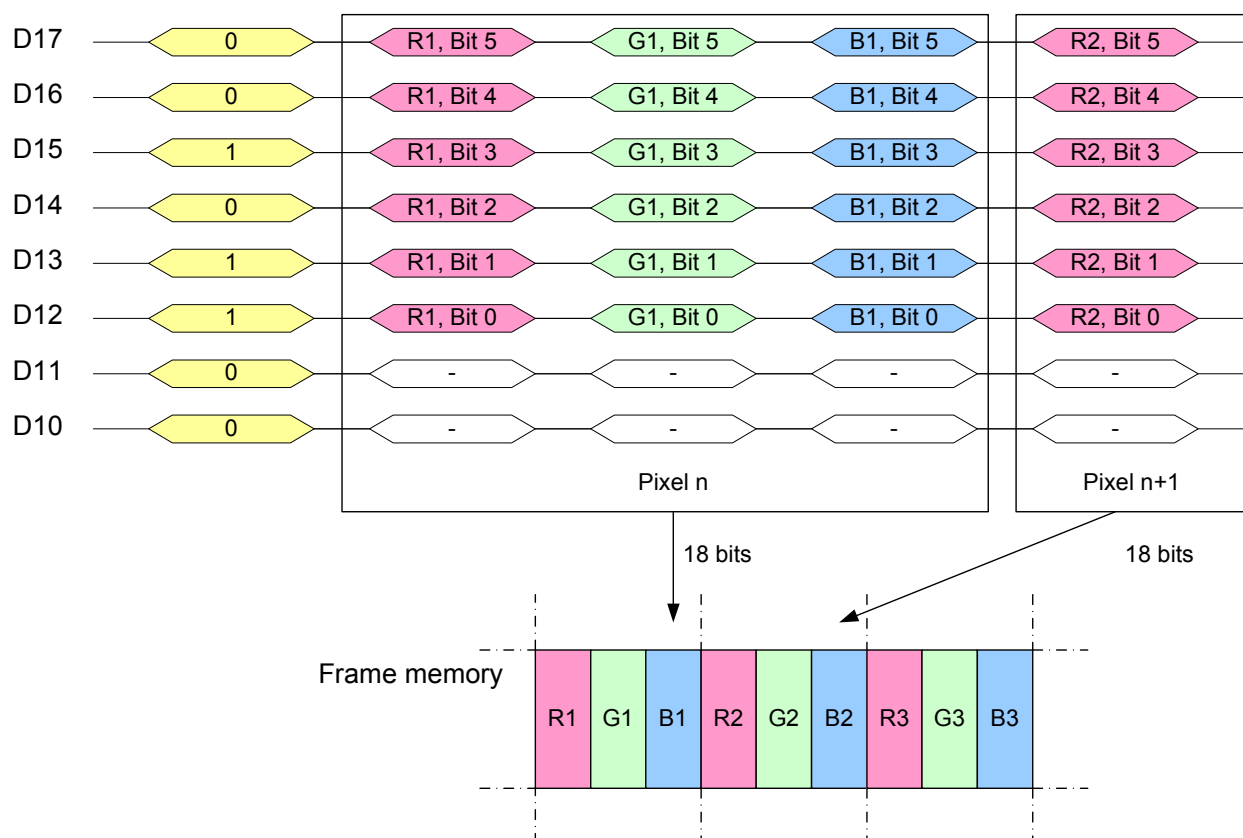 D17 0 R1, Bit 5 G1, Bit 5 B1, Bit 5 R2, Bit 5
D16 0 R1, Bit 4 G1, Bit 4 B1, Bit 4 R2, Bit 4
D15 1 R1, Bit 3 G1, Bit 3 B1, Bit 3 R2, Bit 3
D14 0 R1, Bit 2 G1, Bit 2 B1, Bit 2 R2, Bit 2
D13 1 R1, Bit 1 G1, Bit 1 B1, Bit 1 R2, Bit 1
D12 1 R1, Bit 0 G1, Bit 0 B1, Bit 0 R2, Bit 0
D11 0 - - - -
D10 0 - - - -
Pixel n Pixel n+1
18 bits 18 bits
Frame memory
R1 G1 B1 R2 G2 B2 R3 G3 B3